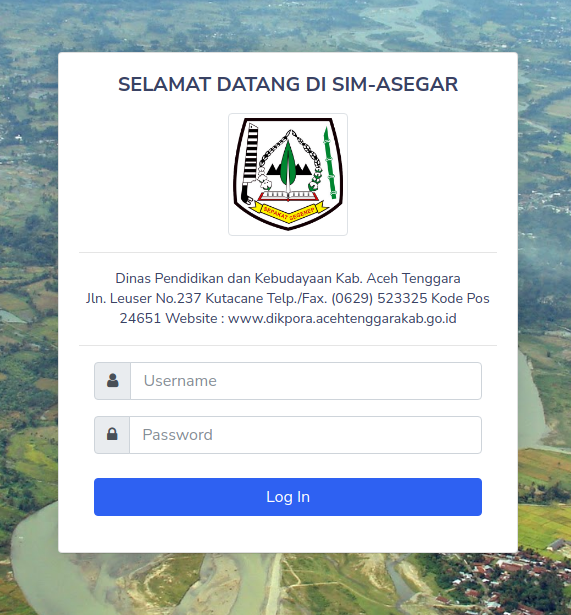 SELAMAT DATANG DI SIM-ASEGAR
SEPAKAT SEGENEP
Dinas Pendidikan dan Kebudayaan Kab. Aceh Tenggara
Jln. Leuser No.237 Kutacane Telp./Fax. (0629) 523325 Kode Pos
24651 Website : www.dikpora.acehtenggarakab.go.id
Username
Password
Log In